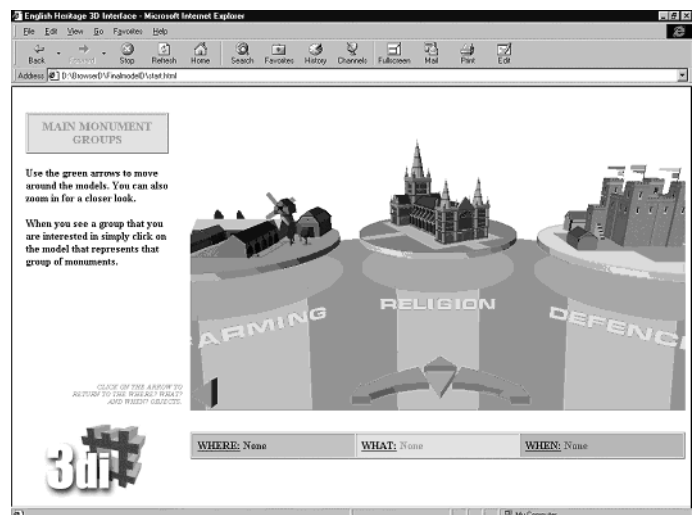 English Heritage 3D Interface - Microsoft Internet Explorer
File Edit View Go Favorites Help
Back Forward Stop Refresh Home Search Favorites History Channels Fullscreen Mail Print Edit
Address D:\BrowserD\FinalmodelD\start.html
MAIN MONUMENT
GROUPS
Use the green arrows to move
around the models. You can also
zoom in for a closer look.
When you see a group that you
are interested in simply click on
the model that represents that
group of monuments.
ARMING
RELIGION
DEFENC
CLICK ON THE ARROW TO
RETURN TO THE WHERE? WHAT?
AND WHEN? OBJECTS.
3di
WHERE: None WHAT: None WHEN: None
My Computer